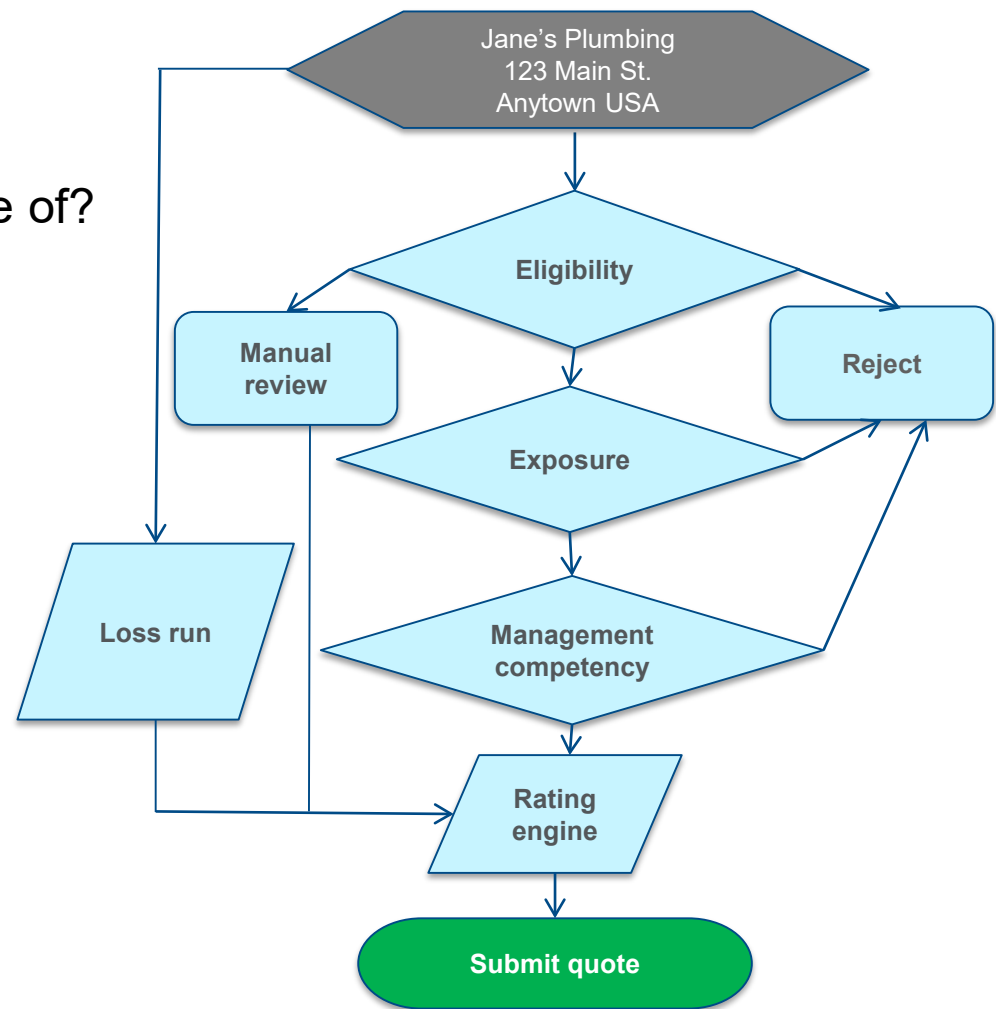 Jane's Plumbing
123 Main St.
Anytown USA
e of?
Eligibility
Manual
review
Reject
Exposure
Loss run
Management
competency
Rating
engine
Submit quote